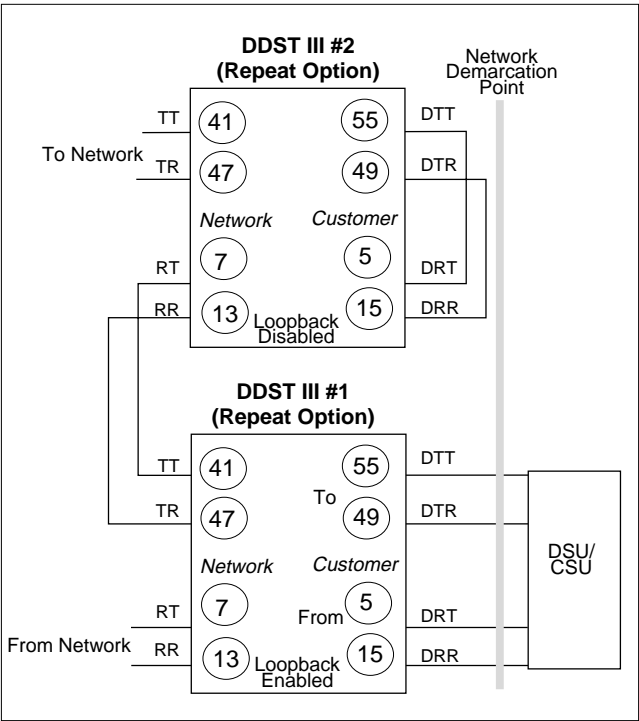 DDST III #2
(Repeat Option)
Network
Demarcation
Point
TT
41
55
DTT
To Network
TR
47
49
DTR
Network
Customer
RT
7
5
DRT
RR
13
Loopback
Disabled
15
DRR
DDST III #1
(Repeat Option)
TT
41
55
DTT
To
TR
47
49
DTR
Network
Customer
DSU/
CSU
RT
7
From
5
DRT
From Network
RR
13
Loopback
Enabled
15
DRR